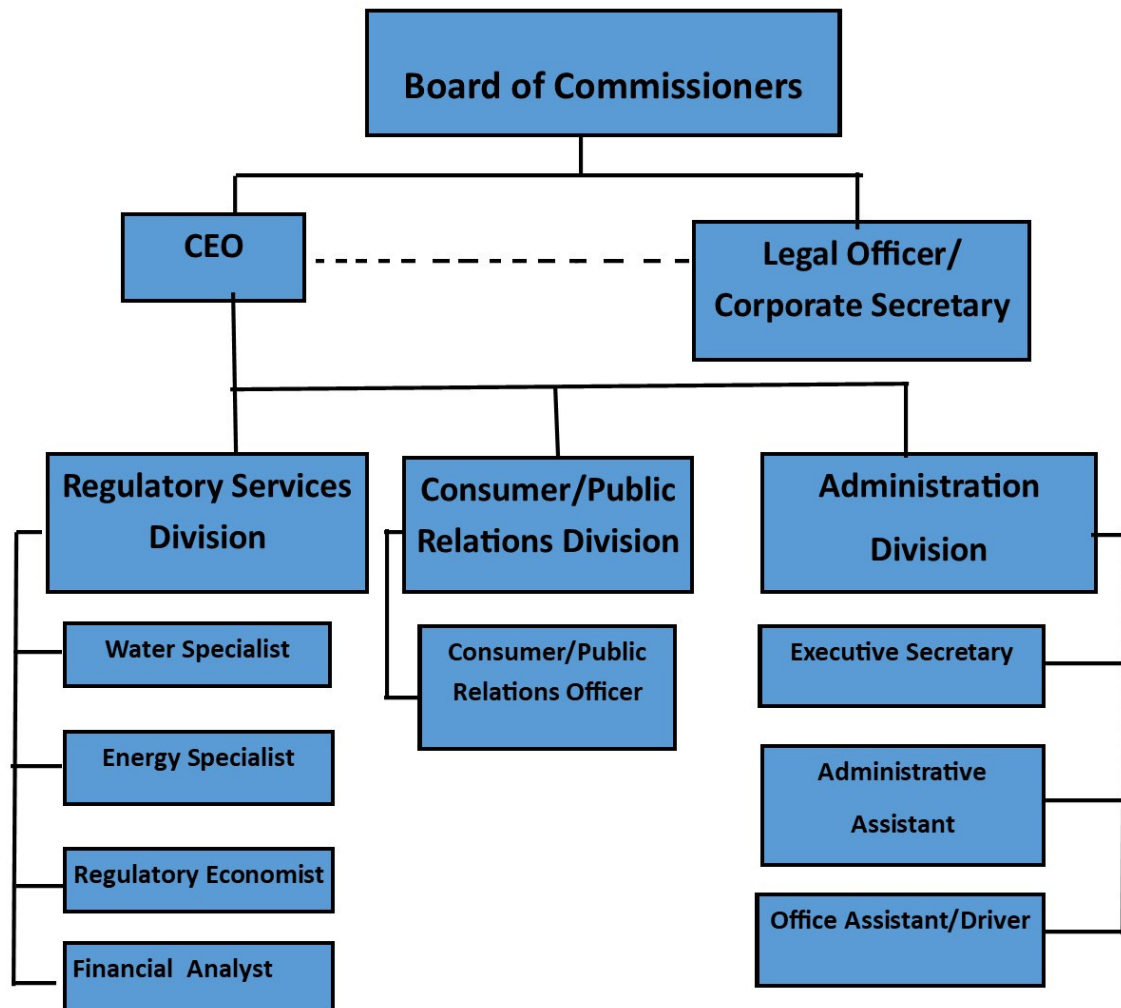 Board of Commissioners
CEO
Legal Officer/
Corporate Secretary
Regulatory Services
Division
Consumer/Public
Relations Division
Administration
Division
Water Specialist
Energy Specialist
Regulatory Economist
Financial Analyst
Consumer/Public
Relations Officer
Executive Secretary
Administrative
Assistant
Office Assistant/Driver